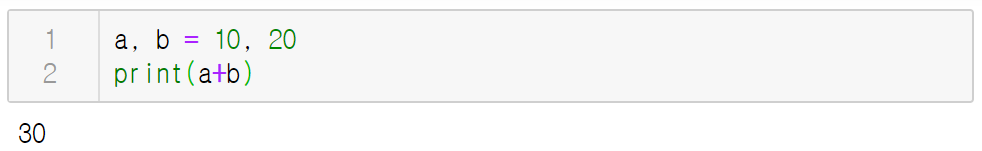 1 a, b = 10, 20
2 print(a+b)
30